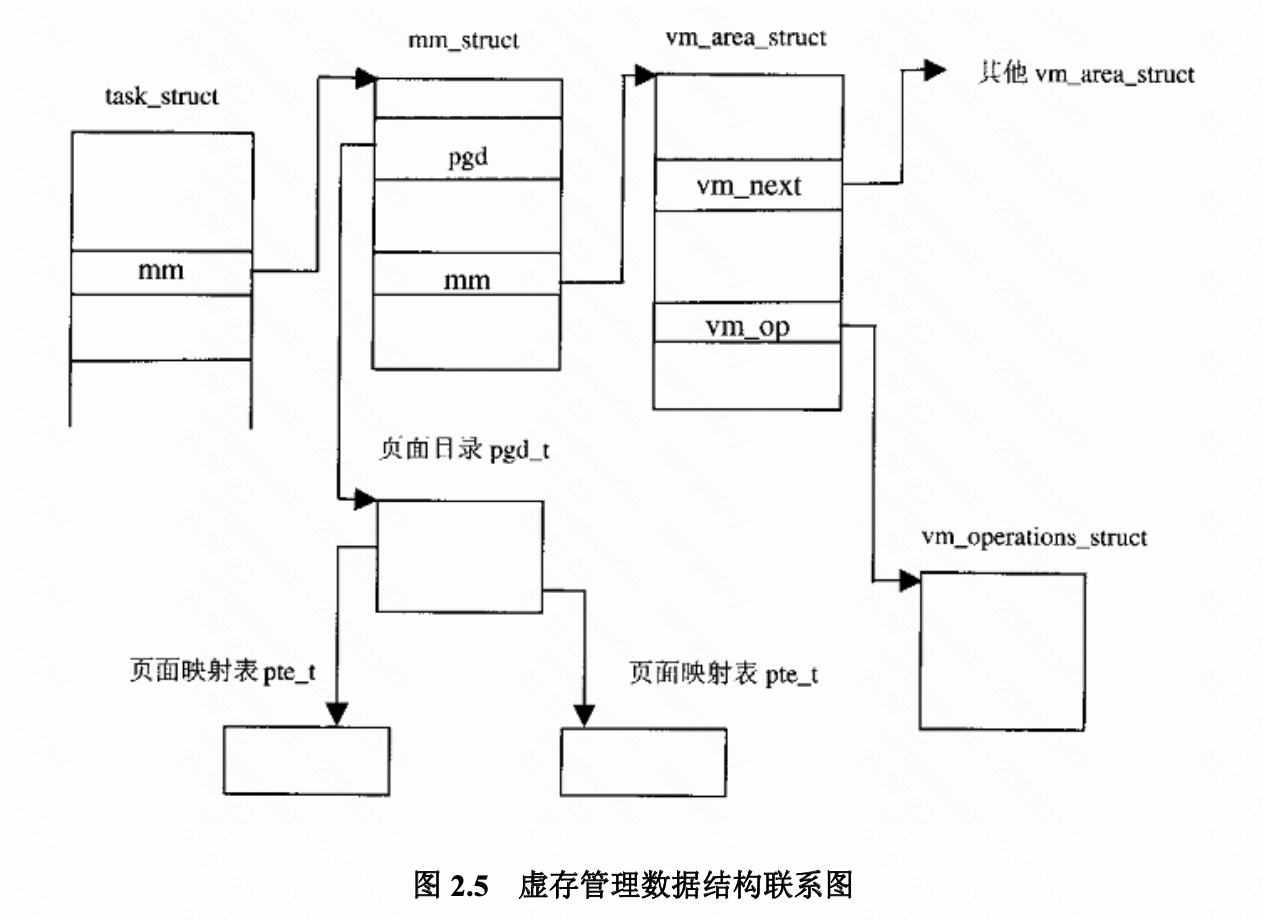 mm_struct
vm_area_struct
其他 vm_area_struct
task_struct
pgd
vm_next
mm
mm
vm_op
页面目录 pgd_t
vm_operations_struct
页面映射表 pte_t
页面映射表 pte_t
图 2.5 虚存管理数据结构联系图